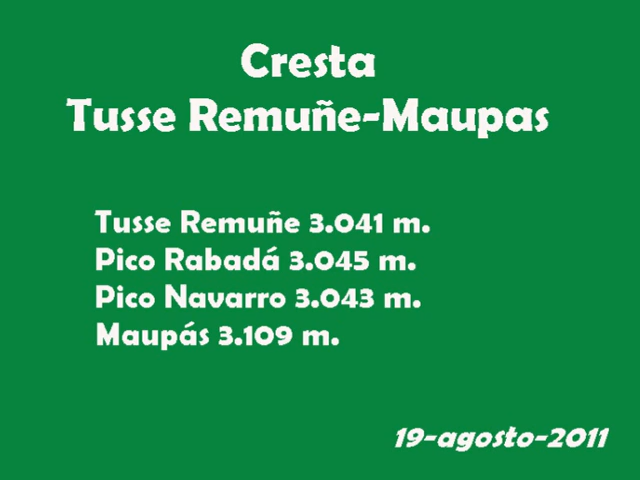 Cresta
Tusse Remuñe-Maupas
Tusse Remuñe 3.041 m.
Pico Rabadá 3.045 m.
Pico Navarro 3.043 m.
Maupás 3.109 m.
19-agosto-2011